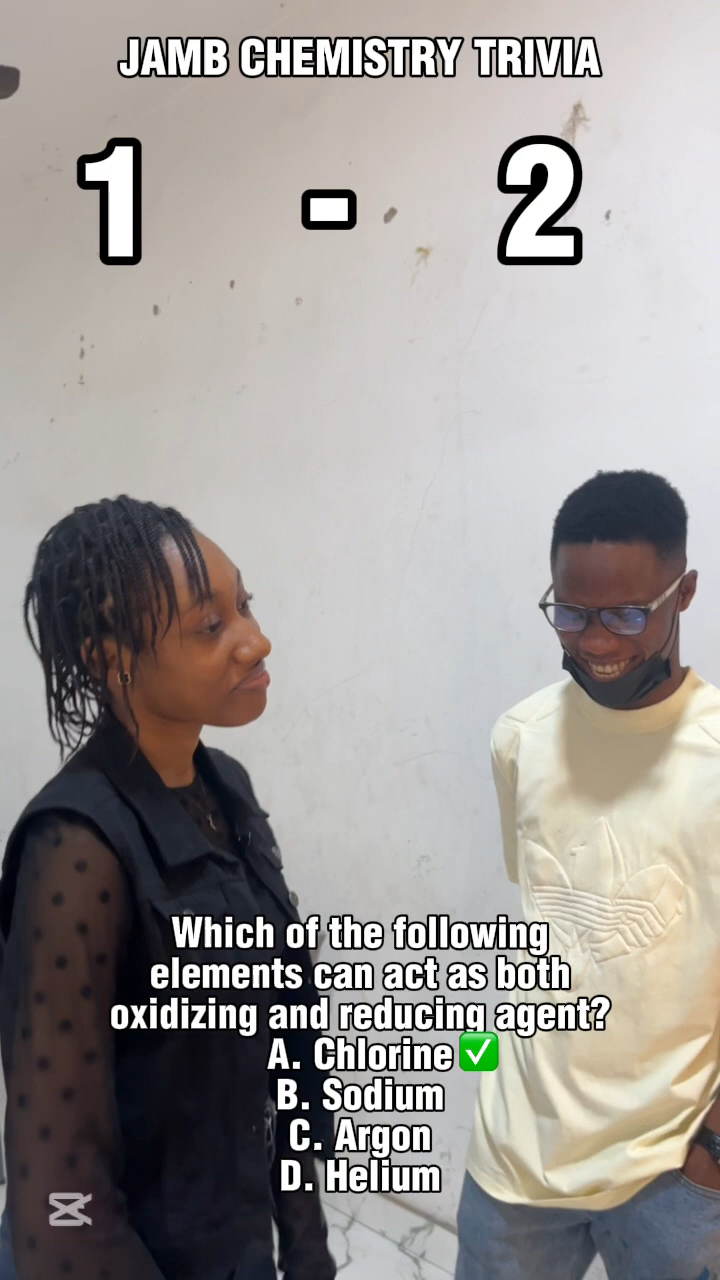 JAMB CHEMISTRY TRIVIA
1 - 2
Which of the following
elements can act as both
oxidizing and reducing agent?
A. Chlorine ✅
B. Sodium
C. Argon
D. Helium